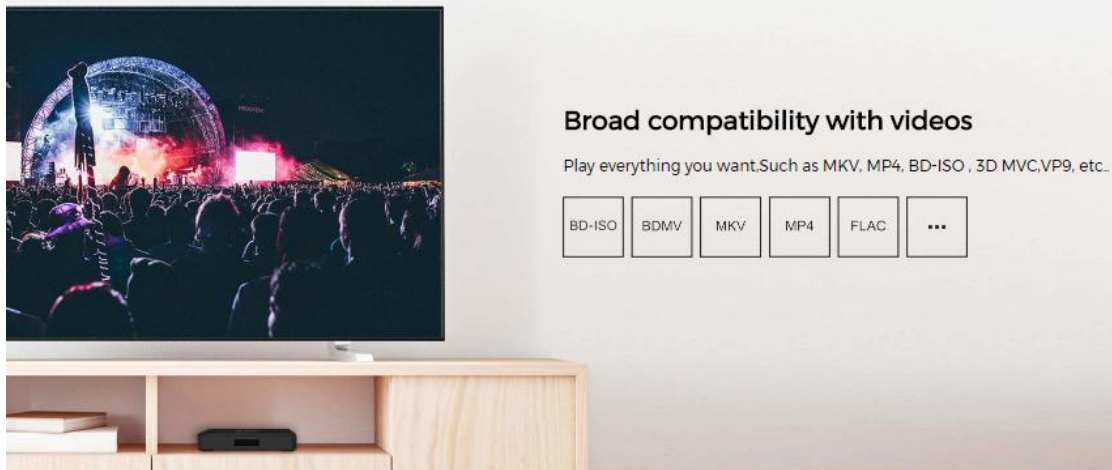 Broad compatibility with videos
Play everything you want,Such as MKV, MP4, BD-ISO , 3D MVC,VP9, etc..
BD-ISO BDMV MKV MP4 FLAC ...